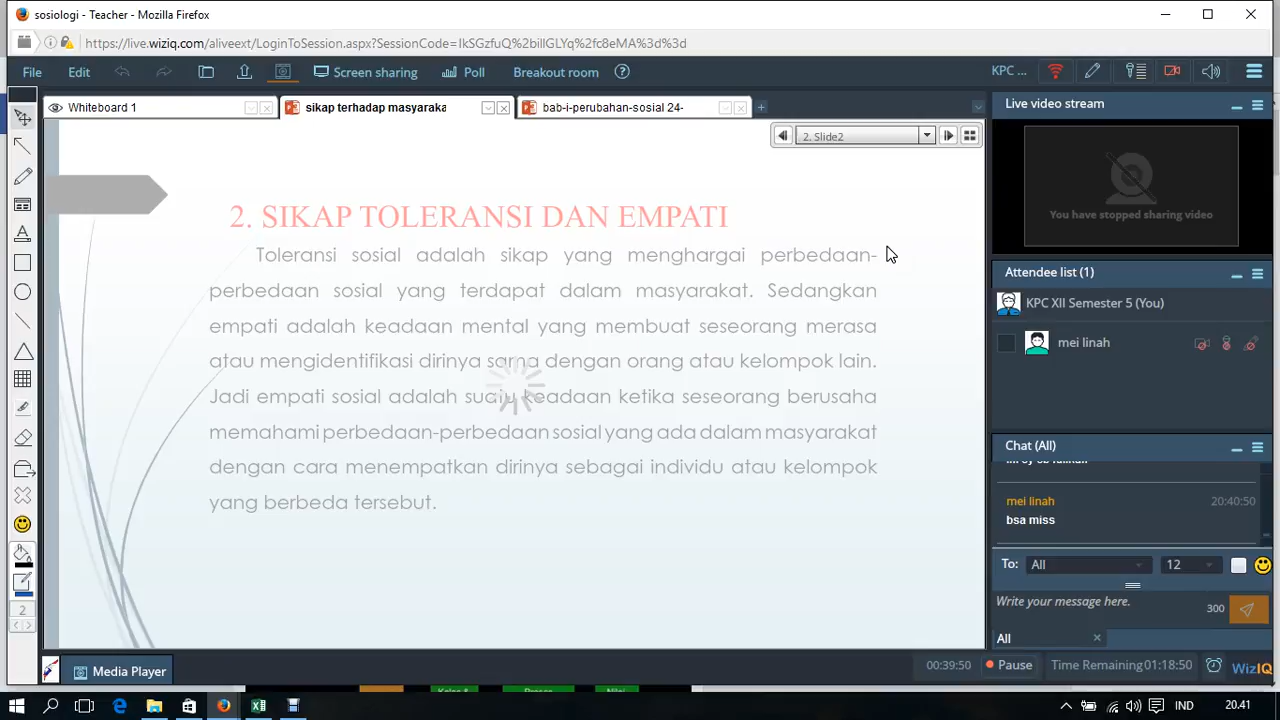 sosiologi - Teacher - Mozilla Firefox
https://live.wiziq.com/aliveext/LoginToSession.aspx?SessionCode=IkSGzfuQ%2bilIGLYq%2fc8eMA%3d%3d
File Edit Screen sharing Poll Breakout room KPC ...
Whiteboard 1
sikap terhadap masyaraka
bab-i-perubahan-sosial 24-
2. Slide2
2. SIKAP TOLERANSI DAN EMPATI
Toleransi sosial adalah sikap yang menghargai perbedaan-
perbedaan sosial yang terdapat dalam masyarakat. Sedangkan
empati adalah keadaan mental yang membuat seseorang merasa
atau mengidentifikasi dirinya sama dengan orang atau kelompok lain.
Jadi empati sosial adalah suatu keadaan ketika seseorang berusaha
memahami perbedaan-perbedaan sosial yang ada dalam masyarakat
dengan cara menempatkan dirinya sebagai individu atau kelompok
yang berbeda tersebut.
Live video stream
You have stopped sharing video
Attendee list (1)
KPC XII Semester 5 (You)
mei linah
Chat (All)
mei linah 20:40:50
bsa miss
To: All 12
Write your message here. 300
All
2
Media Player
00:39:50 Pause Time Remaining 01:18:50 WizIQ
IND 20.41